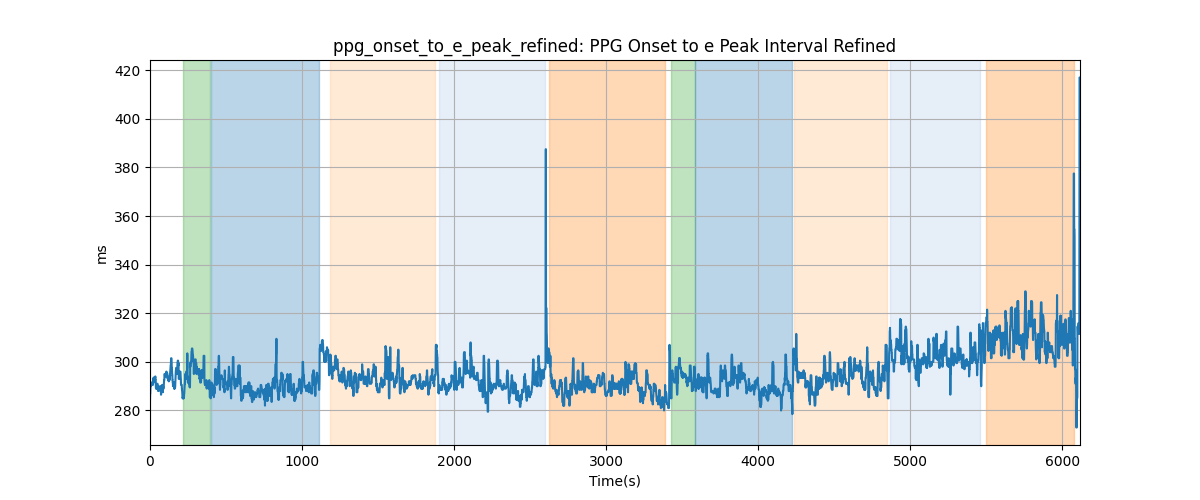 ppg_onset_to_e_peak_refined: PPG Onset to e Peak Interval Refined
420
400
380
360
340
320
300
280
ms
0 1000 2000 3000 4000 5000 6000
Time(s)